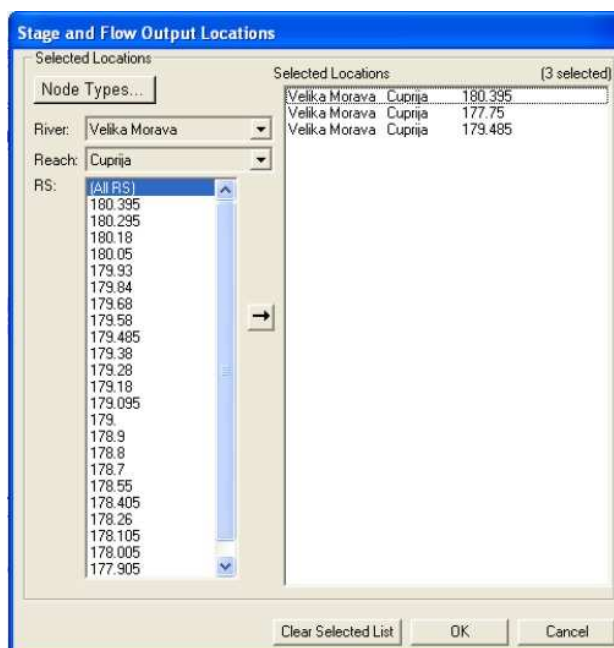 Stage and Flow Output Locations
Selected Locations
Node Types...
River: Velika Morava
Reach: Cuprija
RS: (All RS)
180.395
180.295
180.18
180.05
179.93
179.84
179.68
179.58
179.485
179.38
179.28
179.18
179.095
179.
178.9
178.8
178.7
178.55
178.405
178.26
178.105
178.005
177.905
Selected Locations (3 selected)
Velika Morava Cuprija 180.395
Velika Morava Cuprija 177.75
Velika Morava Cuprija 179.485
Clear Selected List OK Cancel